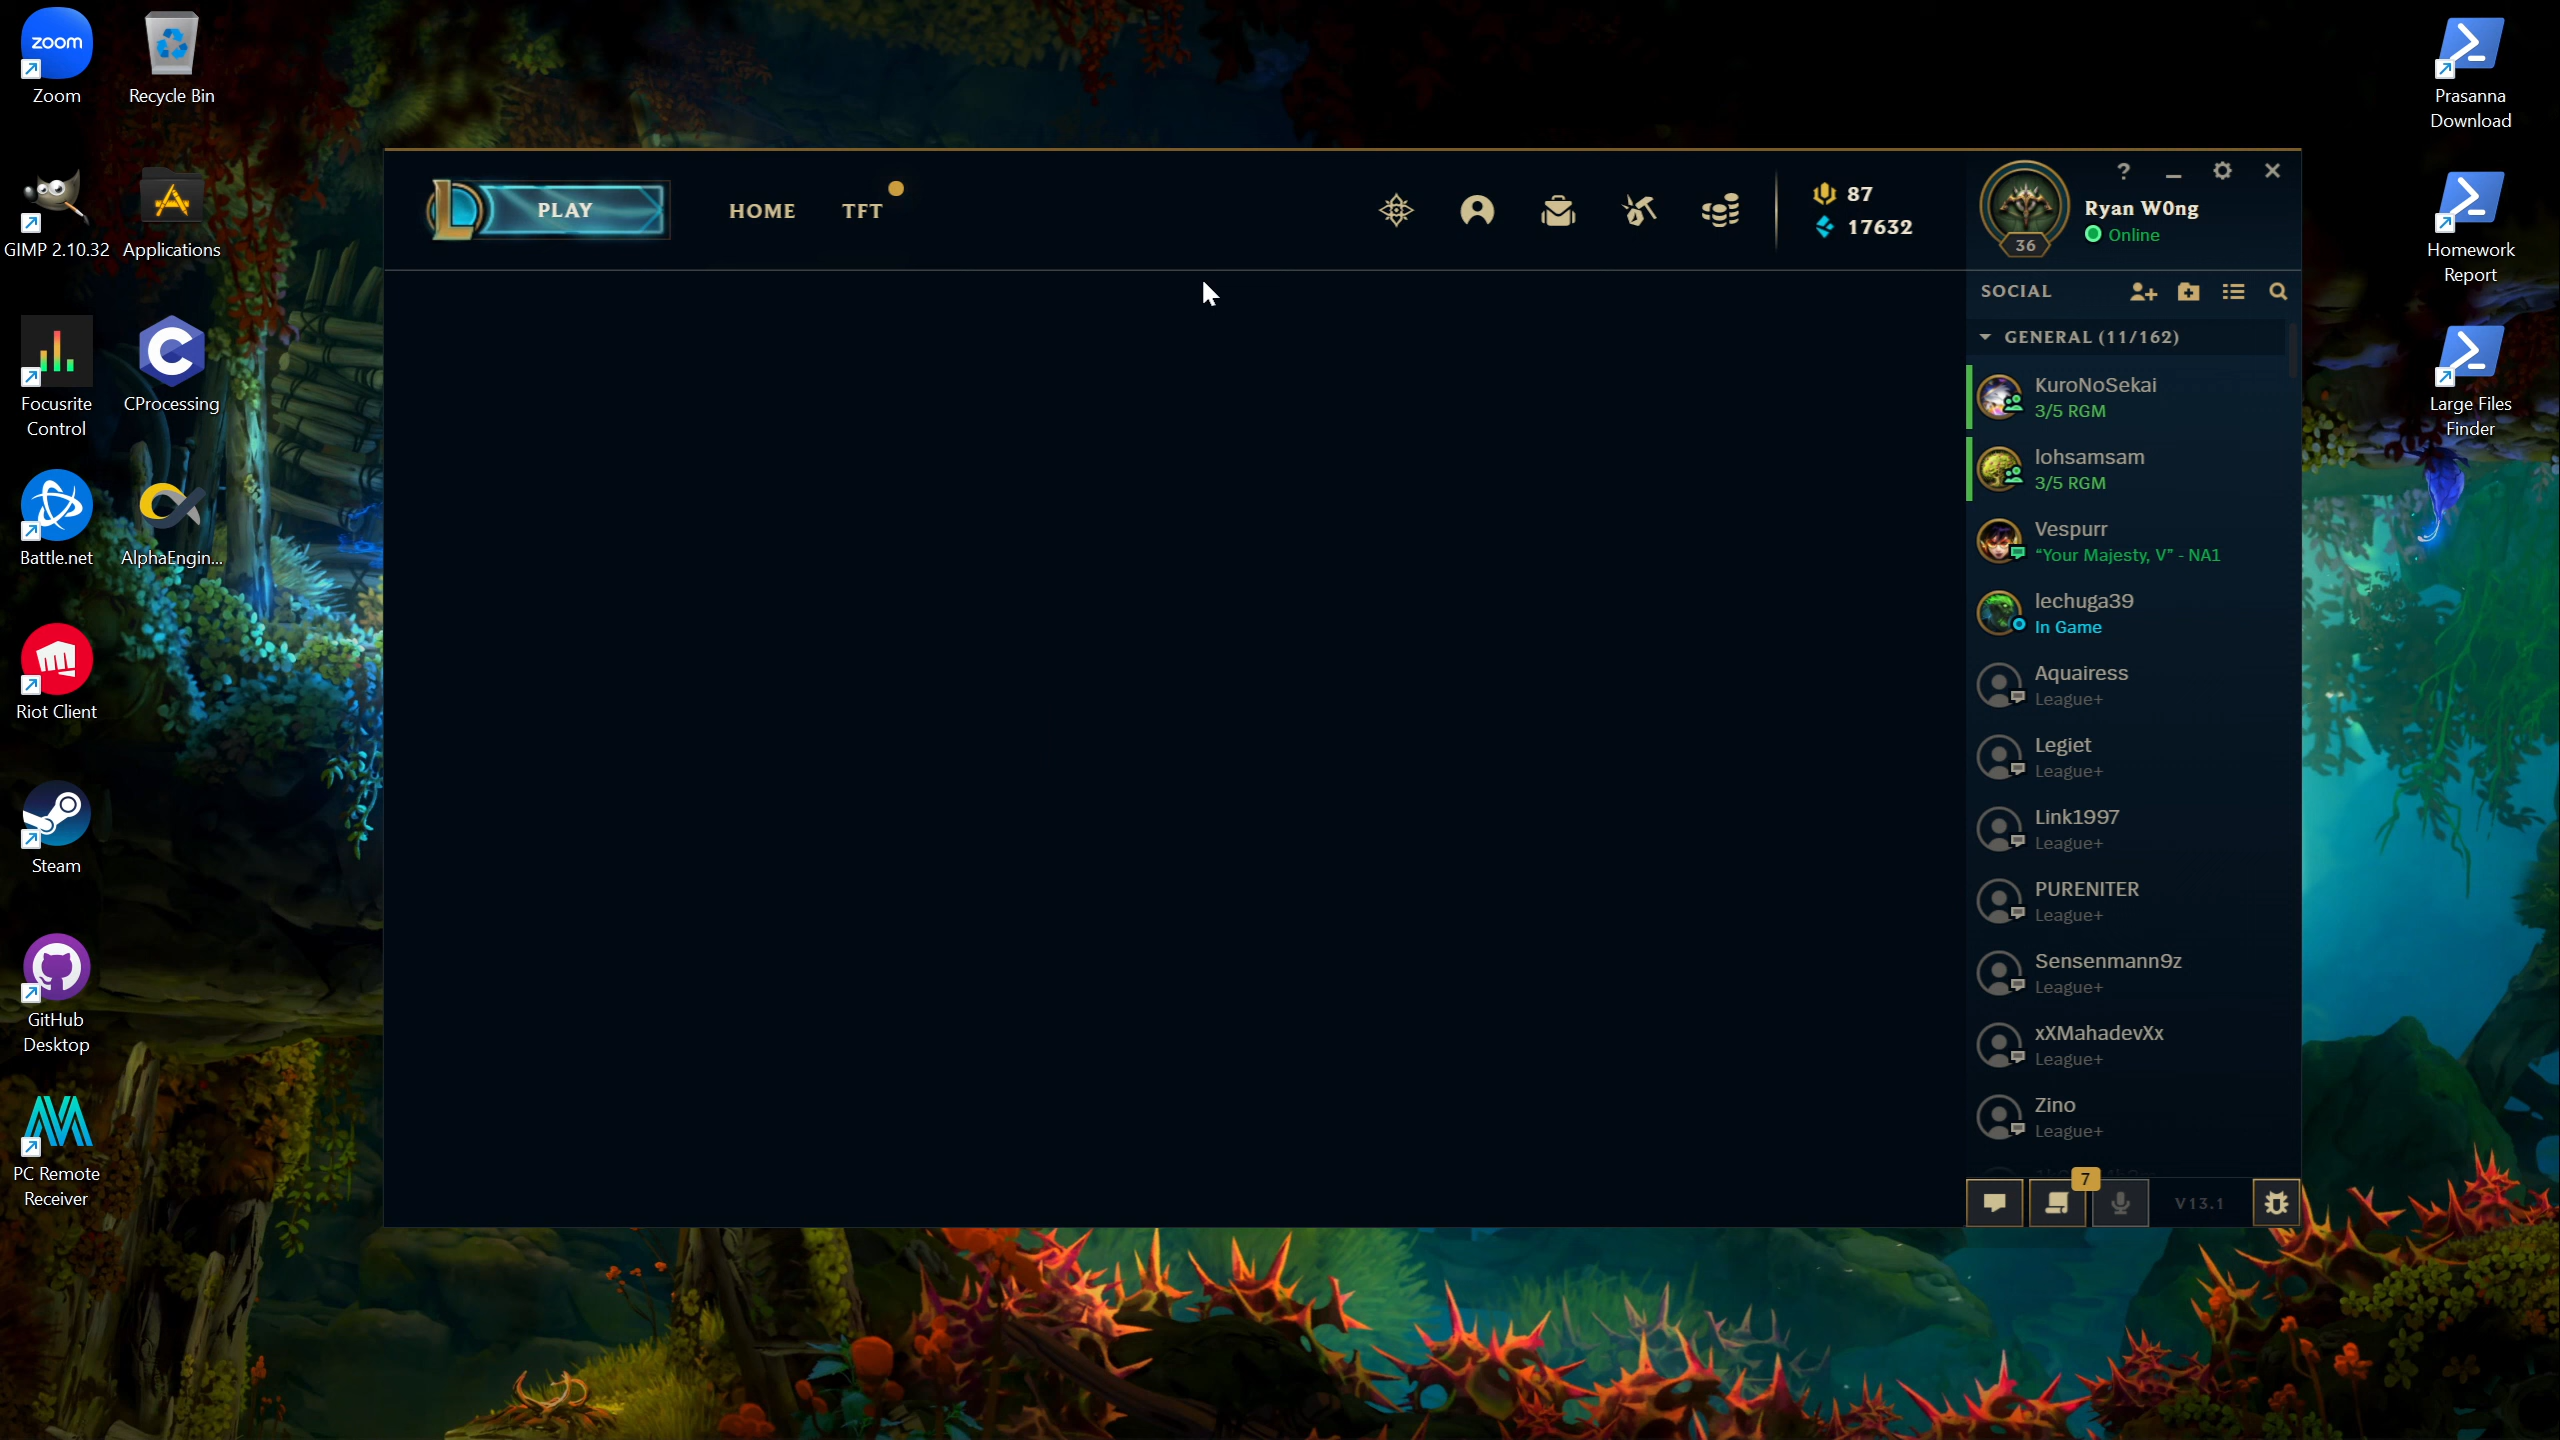 zoom
Zoom
Recycle Bin
GIMP 2.10.32
Applications
Focusrite
Control
CProcessing
Battle.net
AlphaEngin...
Riot Client
Steam
GitHub
Desktop
PC Remote
Receiver
PLAY
HOME
TFT
87
17632
?
36
Ryan W0ng
Online
SOCIAL
GENERAL (11/162)
KuroNoSekai
3/5 RGM
lohsamsam
3/5 RGM
Vespurr
“Your Majesty, V” - NA1
lechuga39
In Game
Aquairess
League+
Legiet
League+
Link1997
League+
PURENITER
League+
Sensenmann9z
League+
xXMahadevXx
League+
Zino
League+
7
V13.1
Prasanna
Download
Homework
Report
Large Files
Finder